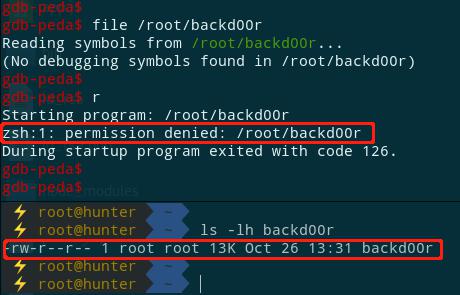 gdb-peda$
gdb-peda$ file /root/backd00r
Reading symbols from /root/backd00r...
(No debugging symbols found in /root/backd00r)
gdb-peda$
gdb-peda$ r
Starting program: /root/backd00r
zsh:1: permission denied: /root/backd00r
During startup program exited with code 126.
gdb-peda$
gdb-peda$
modules
⚡ root@hunter ~ ls -lh backd00r
-rw-r--r-- 1 root root 13K Oct 26 13:31 backd00r
⚡ root@hunter ~
⚡ root@hunter ~